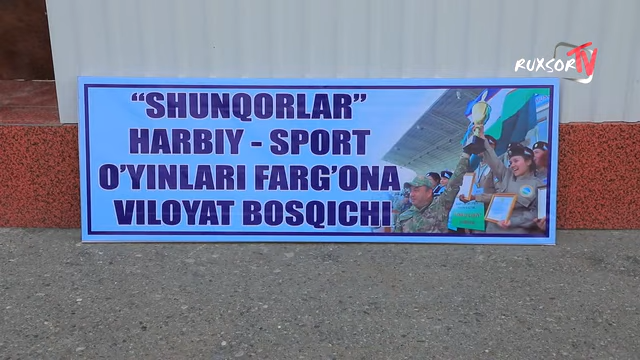 RUXSOR TV
“SHUNQORLAR”
HARBIY - SPORT
O’YINLARI FARG’ONA
VILOYAT BOSQICHI